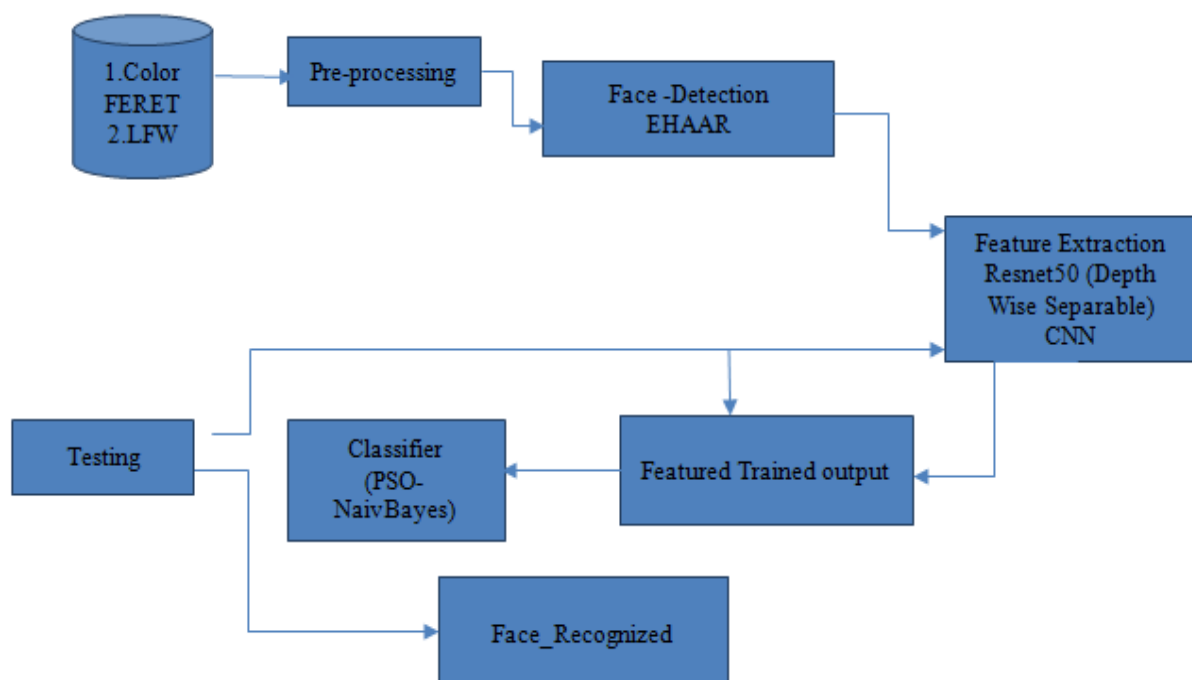 1.Color
FERET
2.LFW
Pre-processing
Face -Detection
EHAAR
Feature Extraction
Resnet50 (Depth
Wise Separable)
CNN
Testing
Classifier
(PSO-
NaivBayes)
Featured Trained output
Face_Recognized